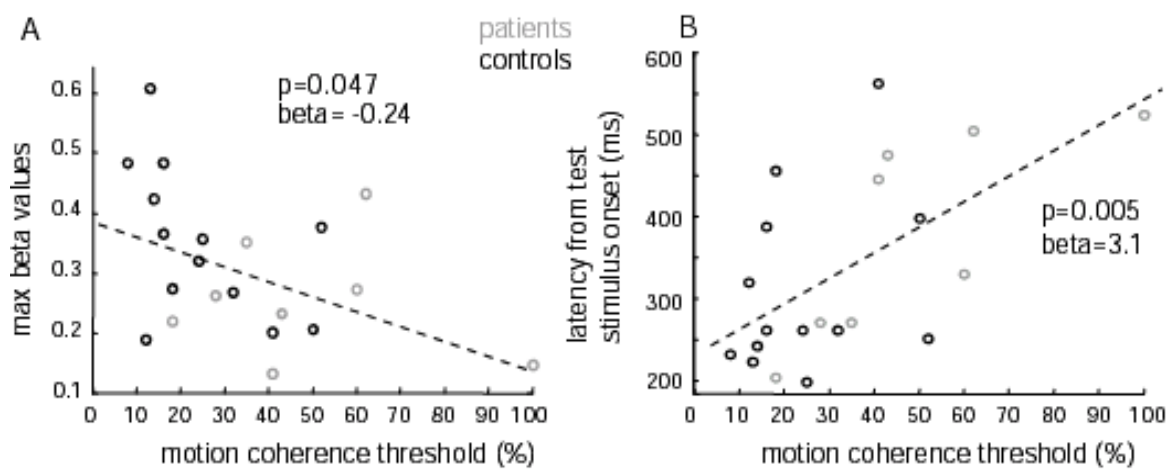 A
patients
controls
p=0.047
beta= -0.24
max beta values
0.6
0.5
0.4
0.3
0.2
0.1
0 10 20 30 40 50 60 70 80 90 100
motion coherence threshold (%)
B
latency from test
stimulus onset (ms)
600
500
400
300
200
p=0.005
beta=3.1
10 20 30 40 50 60 70 80 90 100
motion coherence threshold (%)